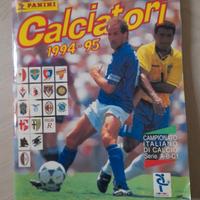 PANINI
Calciatori
1994-95
CAMPIONATO
ITALIANO
DI CALCIO
Serie A-B-C1